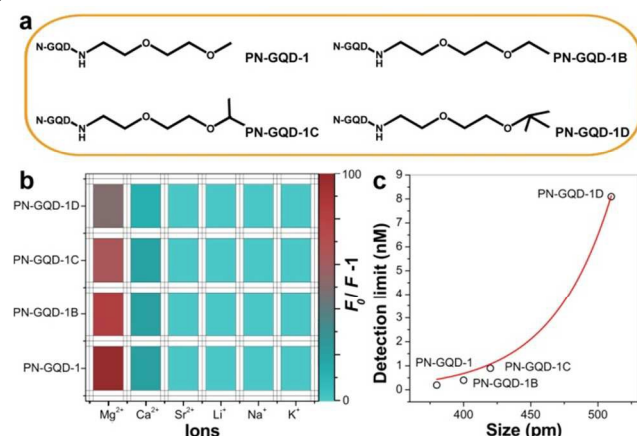 a
N-GQD N H O O PN-GQD-1
N-GQD N H O O PN-GQD-1B
N-GQD N H O O PN-GQD-1C
N-GQD N H O O PN-GQD-1D
b
PN-GQD-1D
PN-GQD-1C
PN-GQD-1B
PN-GQD-1
Mg²⁺ Ca²⁺ Sr²⁺ Li⁺ Na⁺ K⁺
Ions
100
0
F₀/ F -1
c
Detection limit (nM)
9
8
7
6
5
4
3
2
1
0
PN-GQD-1D
PN-GQD-1
PN-GQD-1C
PN-GQD-1B
400 450 500
Size (pm)